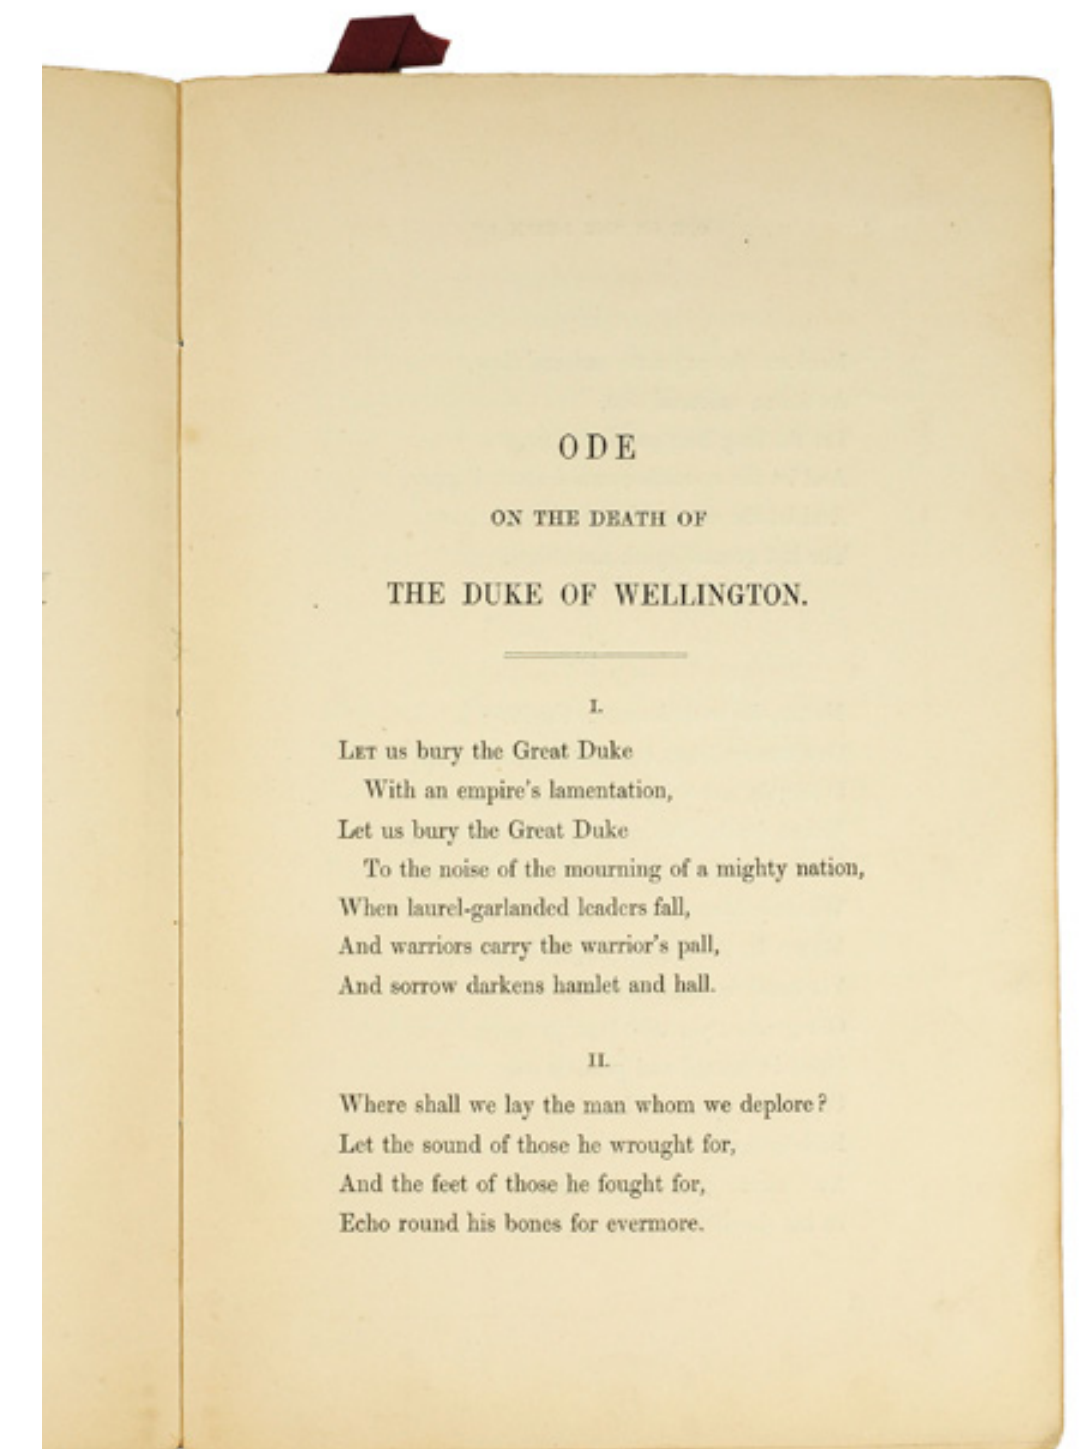 ODE
ON THE DEATH OF
THE DUKE OF WELLINGTON.
I.
LET us bury the Great Duke
With an empire's lamentation,
Let us bury the Great Duke
To the noise of the mourning of a mighty nation,
When laurel-garlanded leaders fall,
And warriors carry the warrior's pall,
And sorrow darkens hamlet and hall.
II.
Where shall we lay the man whom we deplore?
Let the sound of those he wrought for,
And the feet of those he fought for,
Echo round his bones for evermore.